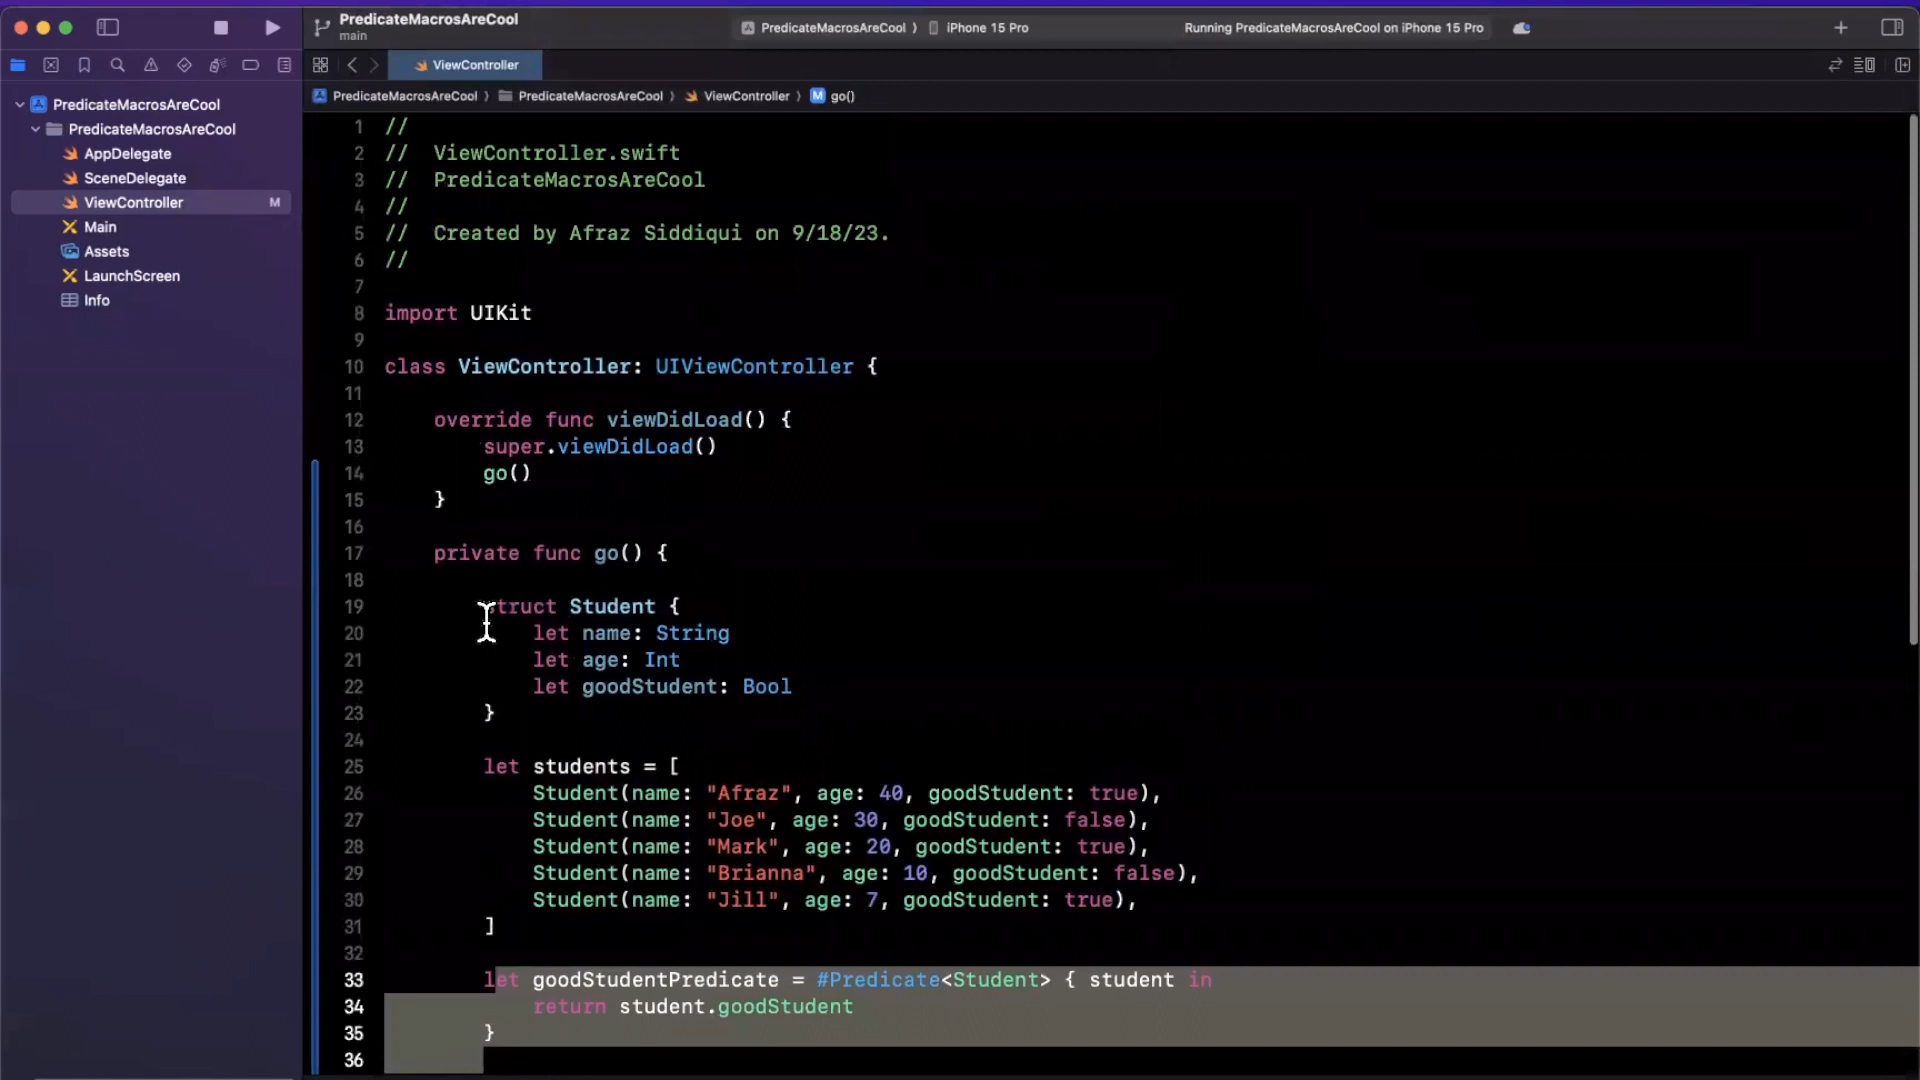 PredicateMacrosAreCool
main
PredicateMacrosAreCool 〉 iPhone 15 Pro
Running PredicateMacrosAreCool on iPhone 15 Pro
ViewController
PredicateMacrosAreCool 〉 PredicateMacrosAreCool 〉 ViewController 〉 M go()
PredicateMacrosAreCool
PredicateMacrosAreCool
AppDelegate
SceneDelegate
ViewController M
Main
Assets
LaunchScreen
Info
1 //
2 //  ViewController.swift
3 //  PredicateMacrosAreCool
4 //
5 //  Created by Afraz Siddiqui on 9/18/23.
6 //
7
8 import UIKit
9
10 class ViewController: UIViewController {
11
12     override func viewDidLoad() {
13         super.viewDidLoad()
14         go()
15     }
16
17     private func go() {
18
19         struct Student {
20             let name: String
21             let age: Int
22             let goodStudent: Bool
23         }
24
25         let students = [
26             Student(name: "Afraz", age: 40, goodStudent: true),
27             Student(name: "Joe", age: 30, goodStudent: false),
28             Student(name: "Mark", age: 20, goodStudent: true),
29             Student(name: "Brianna", age: 10, goodStudent: false),
30             Student(name: "Jill", age: 7, goodStudent: true),
31         ]
32
33         let goodStudentPredicate = #Predicate<Student> { student in
34             return student.goodStudent
35         }
36